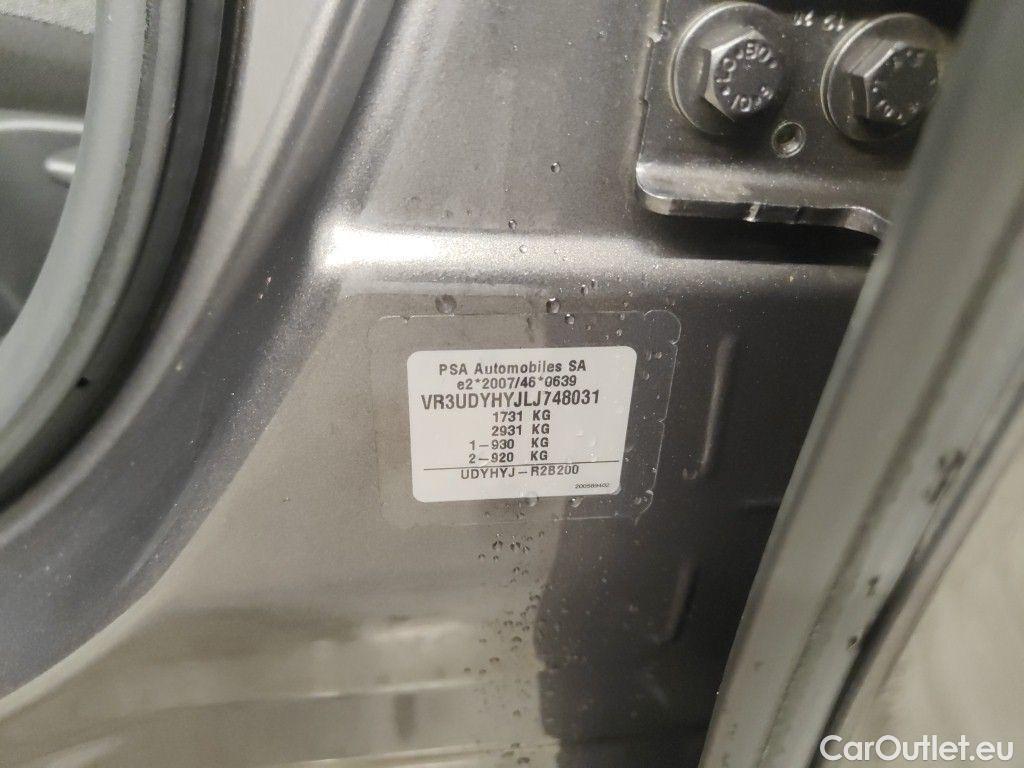 PSA Automobiles SA
e2*2007/46*0639
VR3UDYHYJLJ748031
1731 KG
2931 KG
1-930 KG
2-920 KG
UDYHYJ-R2B200
200589402
CarOutlet.eu